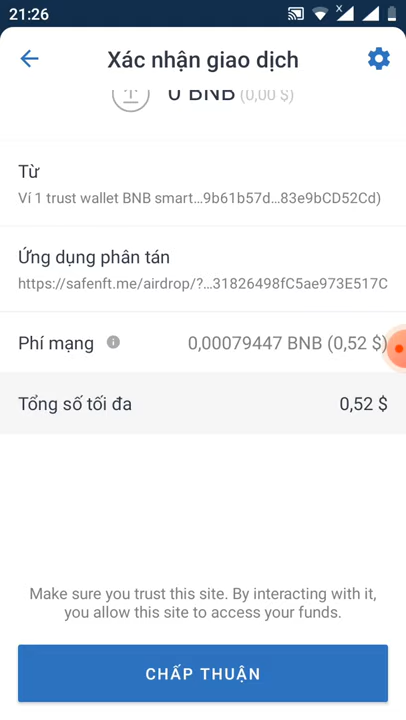 21:26
Xác nhận giao dịch
0 BNB (0,00 $)
Từ
Ví 1 trust wallet BNB smart...9b61b57d...83e9bCD52Cd)
Ứng dụng phân tán
https://safenft.me/airdrop/?...31826498fC5ae973E517C
Phí mạng 0,00079447 BNB (0,52 $)
Tổng số tối đa 0,52 $
Make sure you trust this site. By interacting with it,
you allow this site to access your funds.
CHẤP THUẬN